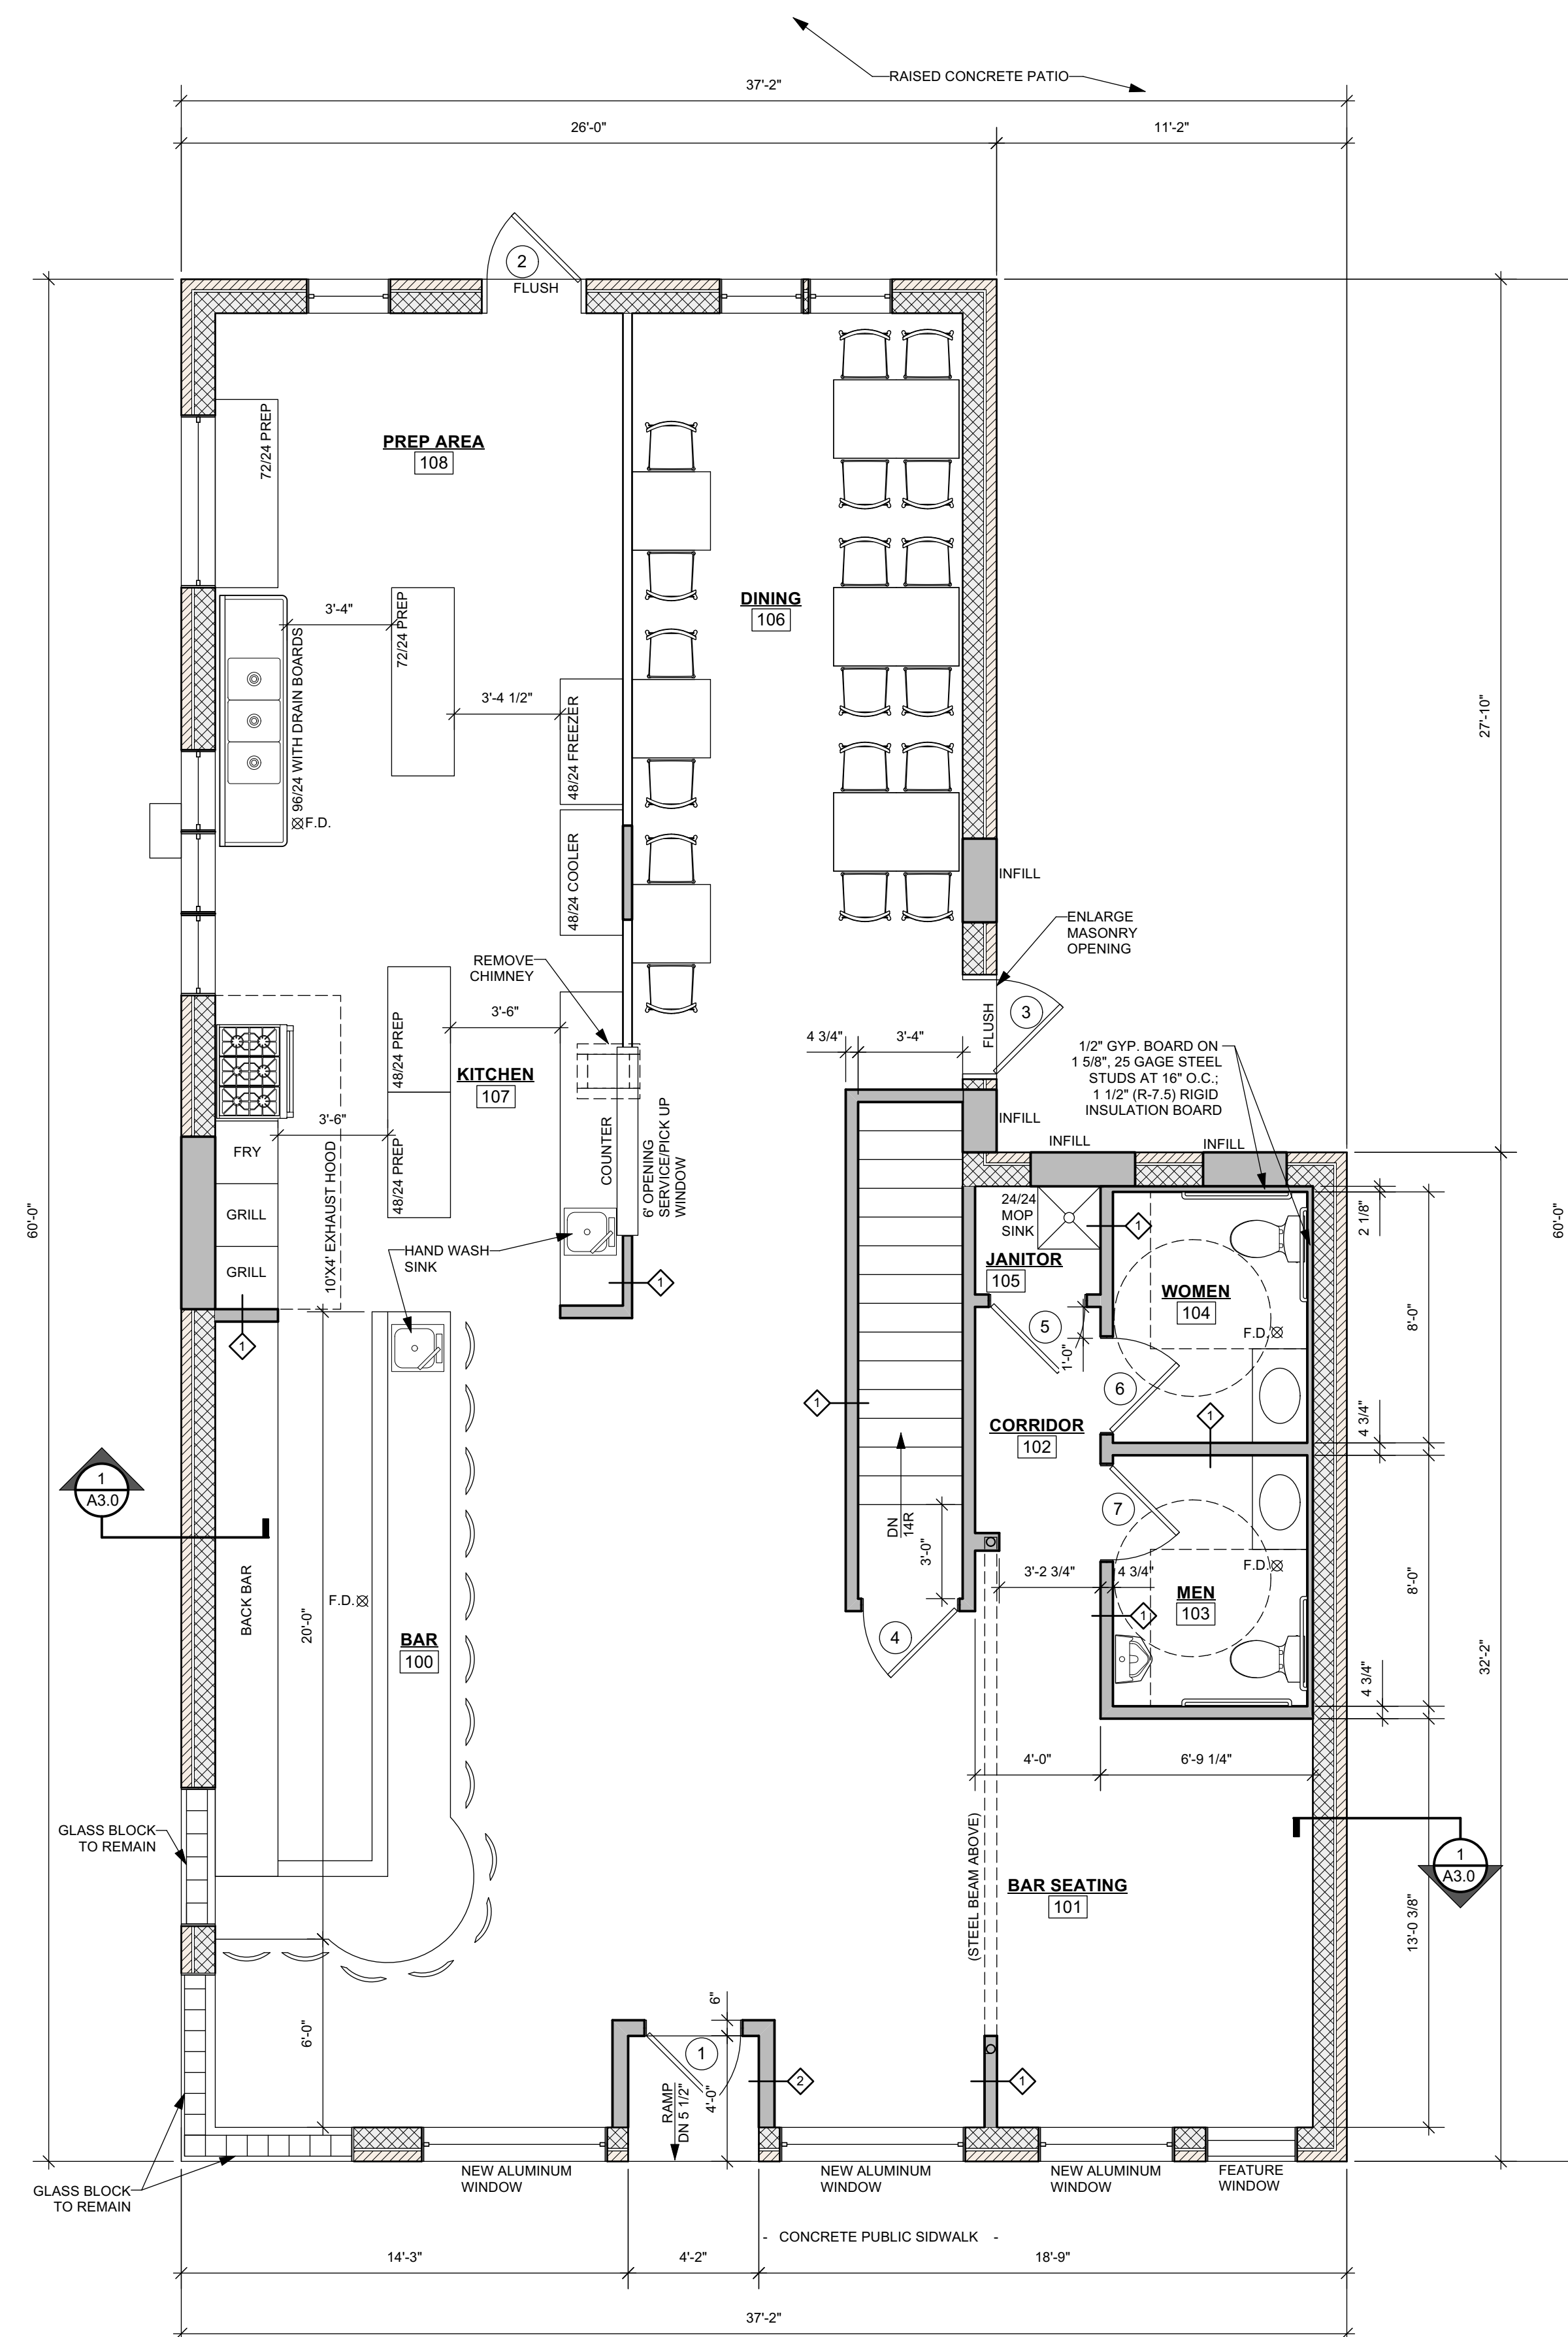 RAISED CONCRETE PATIO
37'-2"
26'-0"
11'-2"
2
FLUSH
72/24 PREP
PREP AREA
108
DINING
106
3'-4"
72/24 PREP
96/24 WITH DRAIN BOARDS
3'-4 1/2"
48/24 FREEZER
27'-10"
F.D.
48/24 COOLER
INFILL
ENLARGE
MASONRY
OPENING
REMOVE
CHIMNEY
3'-6"
48/24 PREP
FLUSH
3
4 3/4"
3'-4"
1/2" GYP. BOARD ON
1 5/8", 25 GAGE STEEL
STUDS AT 16" O.C.;
1 1/2" (R-7.5) RIGID
INSULATION BOARD
KITCHEN
107
3'-6"
FRY
COUNTER
6' OPENING
SERVICE/PICK UP
WINDOW
INFILL
INFILL
INFILL
48/24 PREP
GRILL
10'X4' EXHAUST HOOD
GRILL
HAND WASH
SINK
24/24
MOP
SINK
1
2 1/8"
60'-0"
60'-0"
JANITOR
105
WOMEN
104
8'-0"
1
1
5
F.D.
1'-0"
6
1
1
4 3/4"
CORRIDOR
102
1
A3.0
7
DN
14R
3'-0"
3'-2 3/4"
4 3/4"
F.D.
MEN
103
1
8'-0"
BACK BAR
20'-0"
F.D.
BAR
100
4
32'-2"
4 3/4"
4'-0"
6'-9 1/4"
GLASS BLOCK
TO REMAIN
(STEEL BEAM ABOVE)
BAR SEATING
101
1
A3.0
13'-0 3/8"
6'-0"
6"
1
RAMP
DN 5 1/2"
4'-0"
2
1
GLASS BLOCK
TO REMAIN
NEW ALUMINUM
WINDOW
NEW ALUMINUM
WINDOW
NEW ALUMINUM
WINDOW
FEATURE
WINDOW
- CONCRETE PUBLIC SIDWALK -
14'-3"
4'-2"
18'-9"
37'-2"